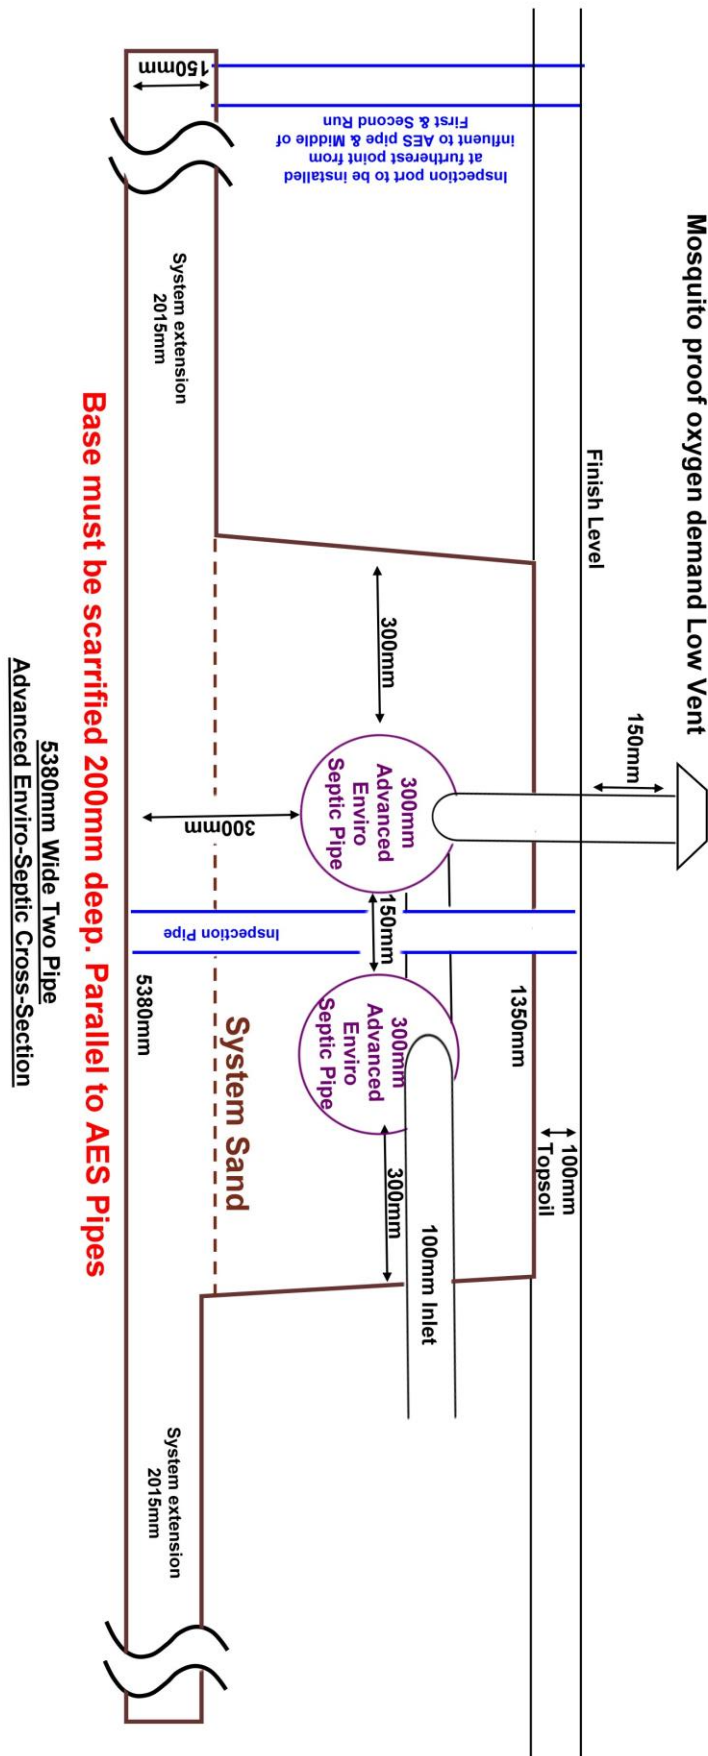 Mosquito proof oxygen demand Low Vent
150mm
Finish Level
100mm
Topsoil
1350mm
Inspection port to be installed
at furtherest point from
influent to AES pipe & Middle of
First & Second Run
150mm
300mm
300mm
Advanced
Enviro
Septic Pipe
150mm
300mm
Advanced
Enviro
Septic Pipe
300mm
100mm Inlet
300mm
Inspection Pipe
System Sand
System extension
2015mm
5380mm
System extension
2015mm
Base must be scarrified 200mm deep. Parallel to AES Pipes
5380mm Wide Two Pipe
Advanced Enviro-Septic Cross-Section